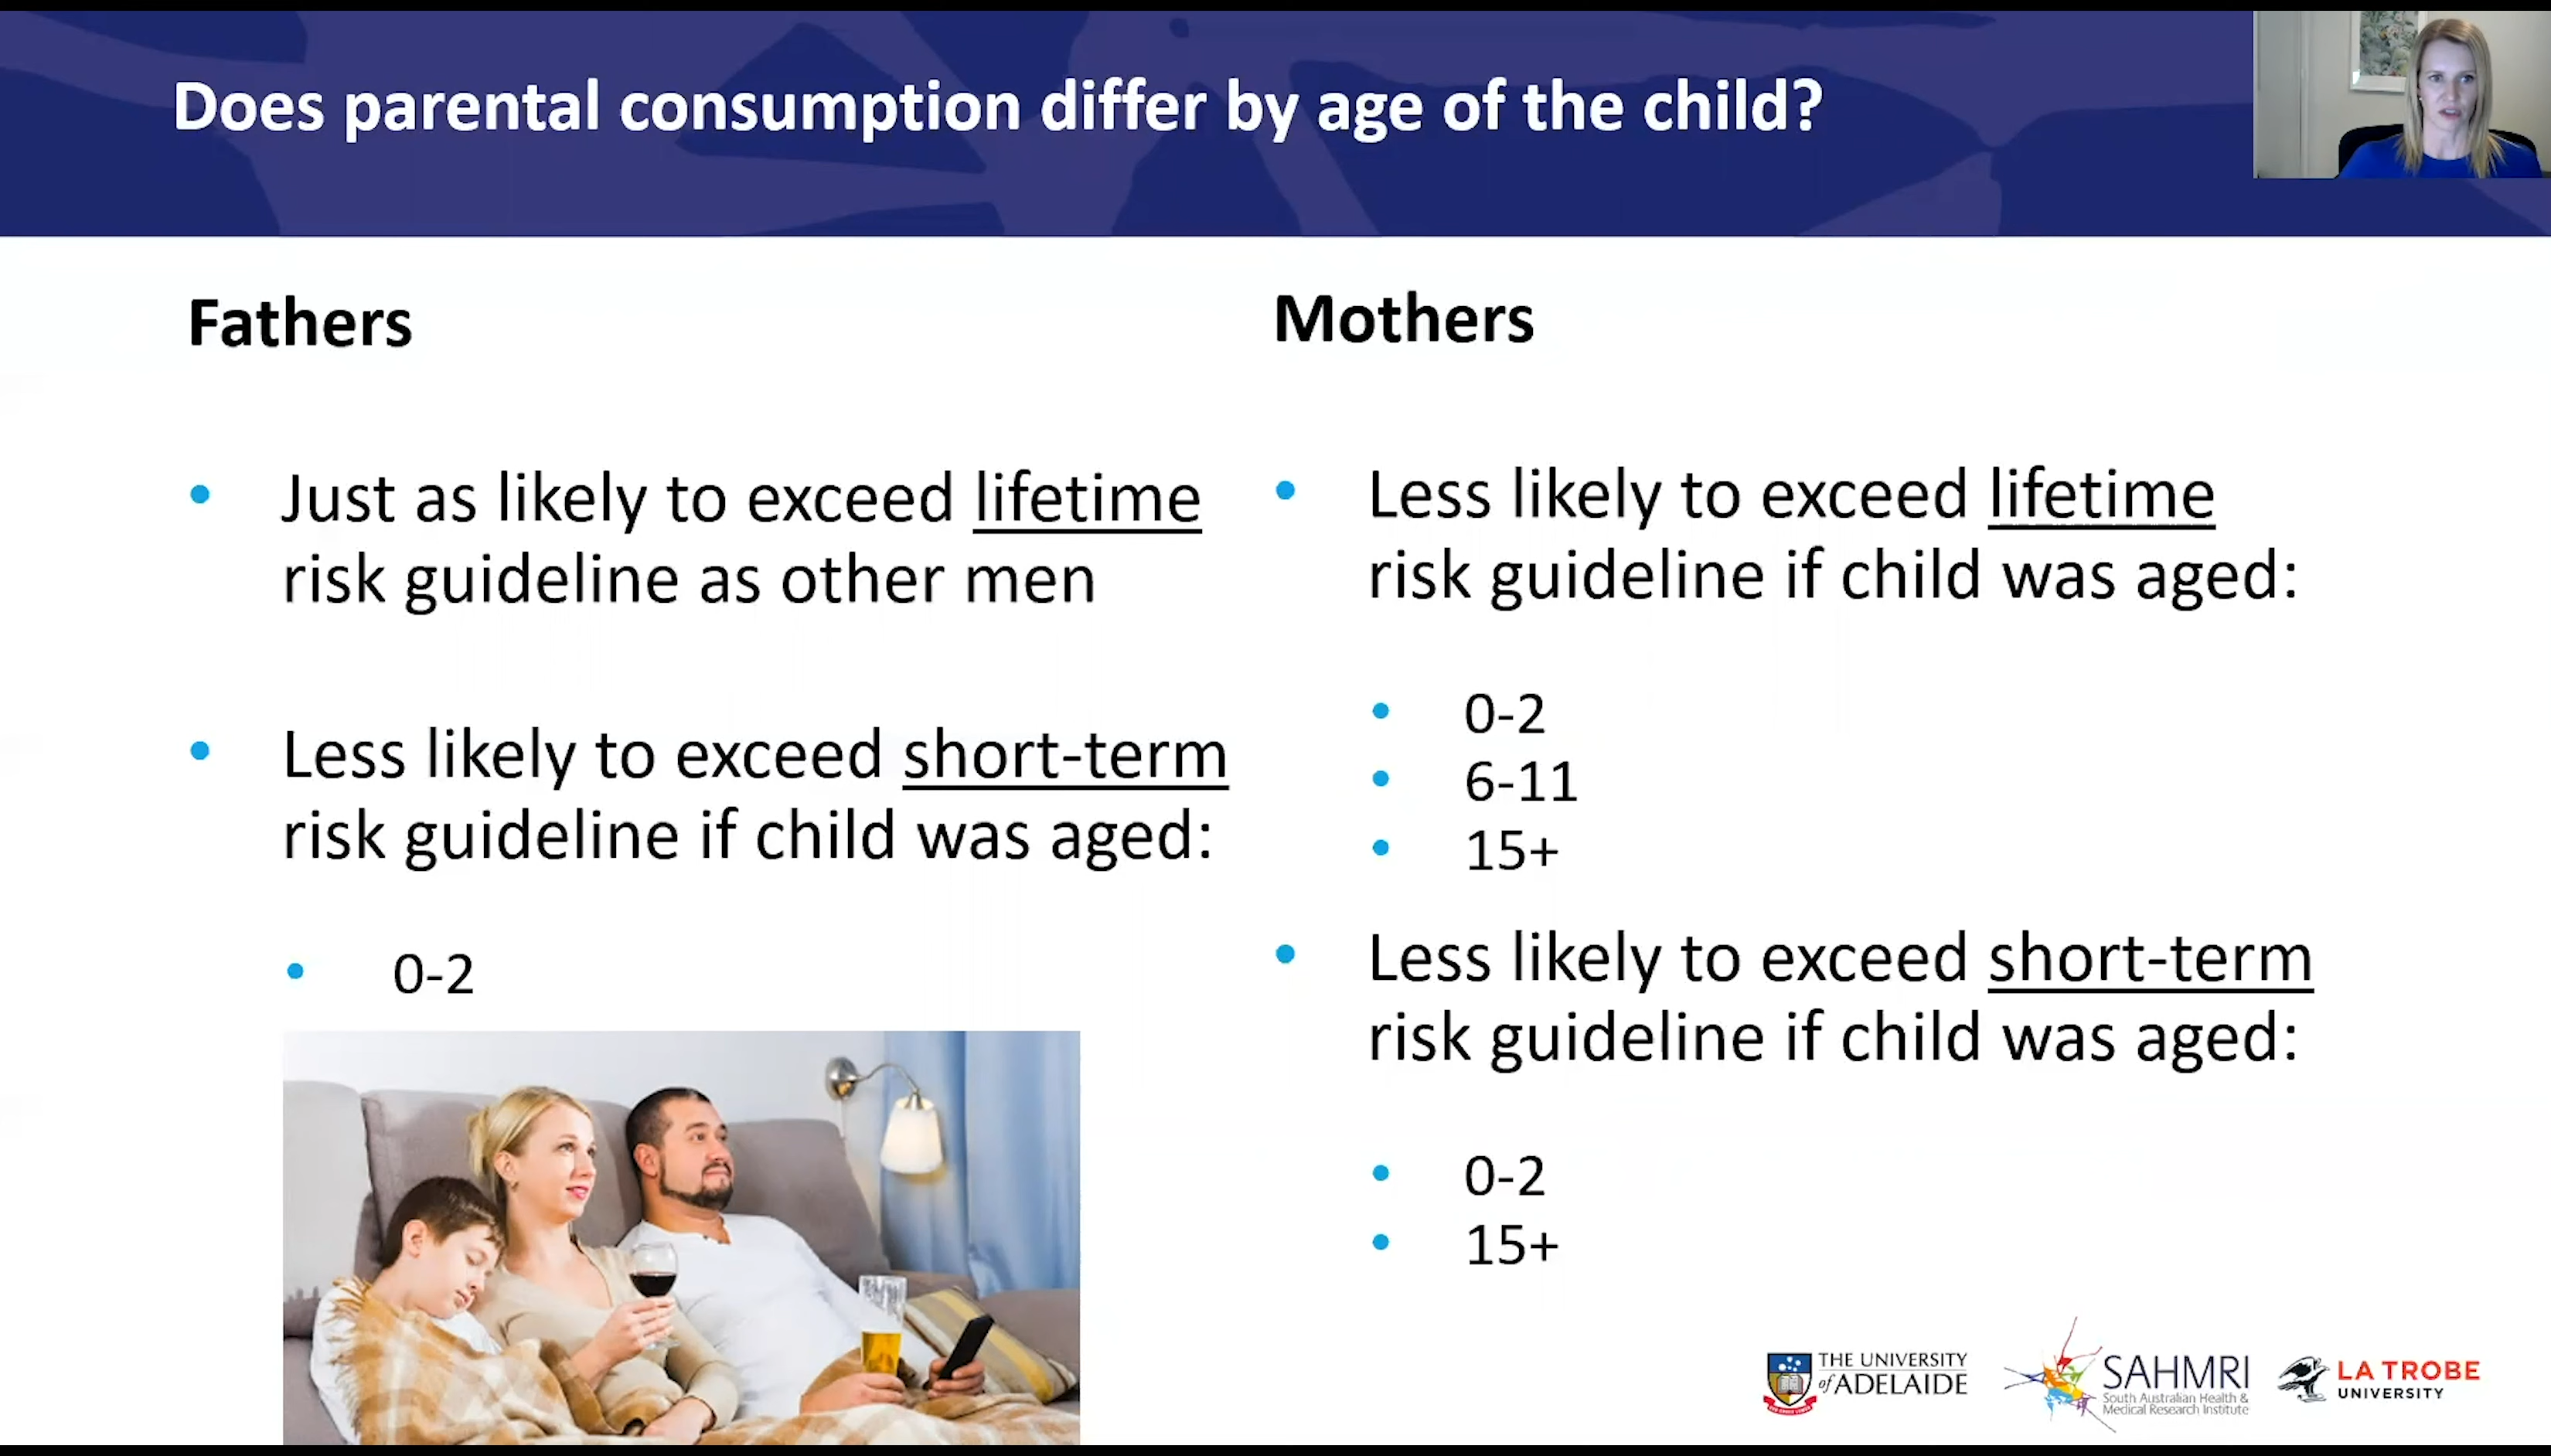 Does parental consumption differ by age of the child?
Fathers
• Just as likely to exceed lifetime
risk guideline as other men
• Less likely to exceed short-term
risk guideline if child was aged:
• 0-2
Mothers
• Less likely to exceed lifetime
risk guideline if child was aged:
• 0-2
• 6-11
• 15+
• Less likely to exceed short-term
risk guideline if child was aged:
• 0-2
• 15+
THE UNIVERSITY
of ADELAIDE
SAHMRI
South Australian Health &
Medical Research Institute
LA TROBE
UNIVERSITY